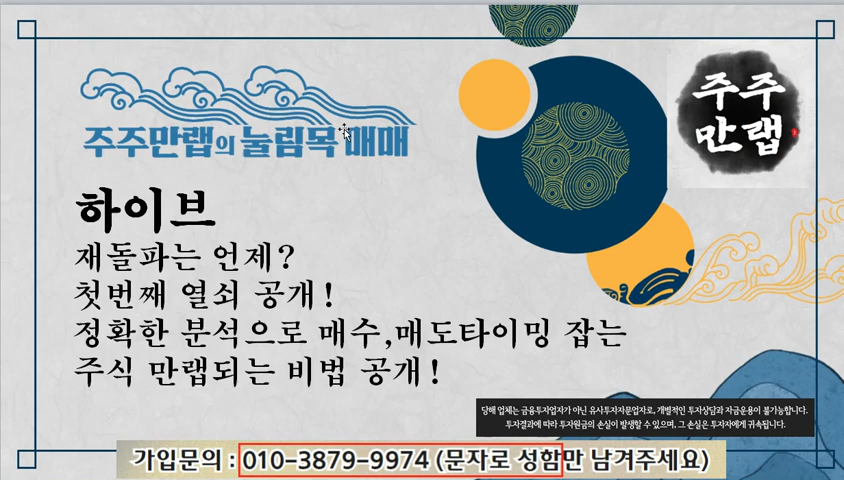 주주만랩의 눌림목 매매
주주
만랩
하이브
재돌파는 언제?
첫번째 열쇠 공개!
정확한 분석으로 매수,매도타이밍 잡는
주식 만랩되는 비법 공개!
당해 업체는 금융투자업자가 아닌 유사투자자문업자로, 개별적인 투자상담과 자금운용이 불가능합니다.
투자결과에 따라 투자원금의 손실이 발생할 수 있으며, 그 손실은 투자자에게 귀속됩니다.
가입문의 : 010-3879-9974 (문자로 성함만 남겨주세요)